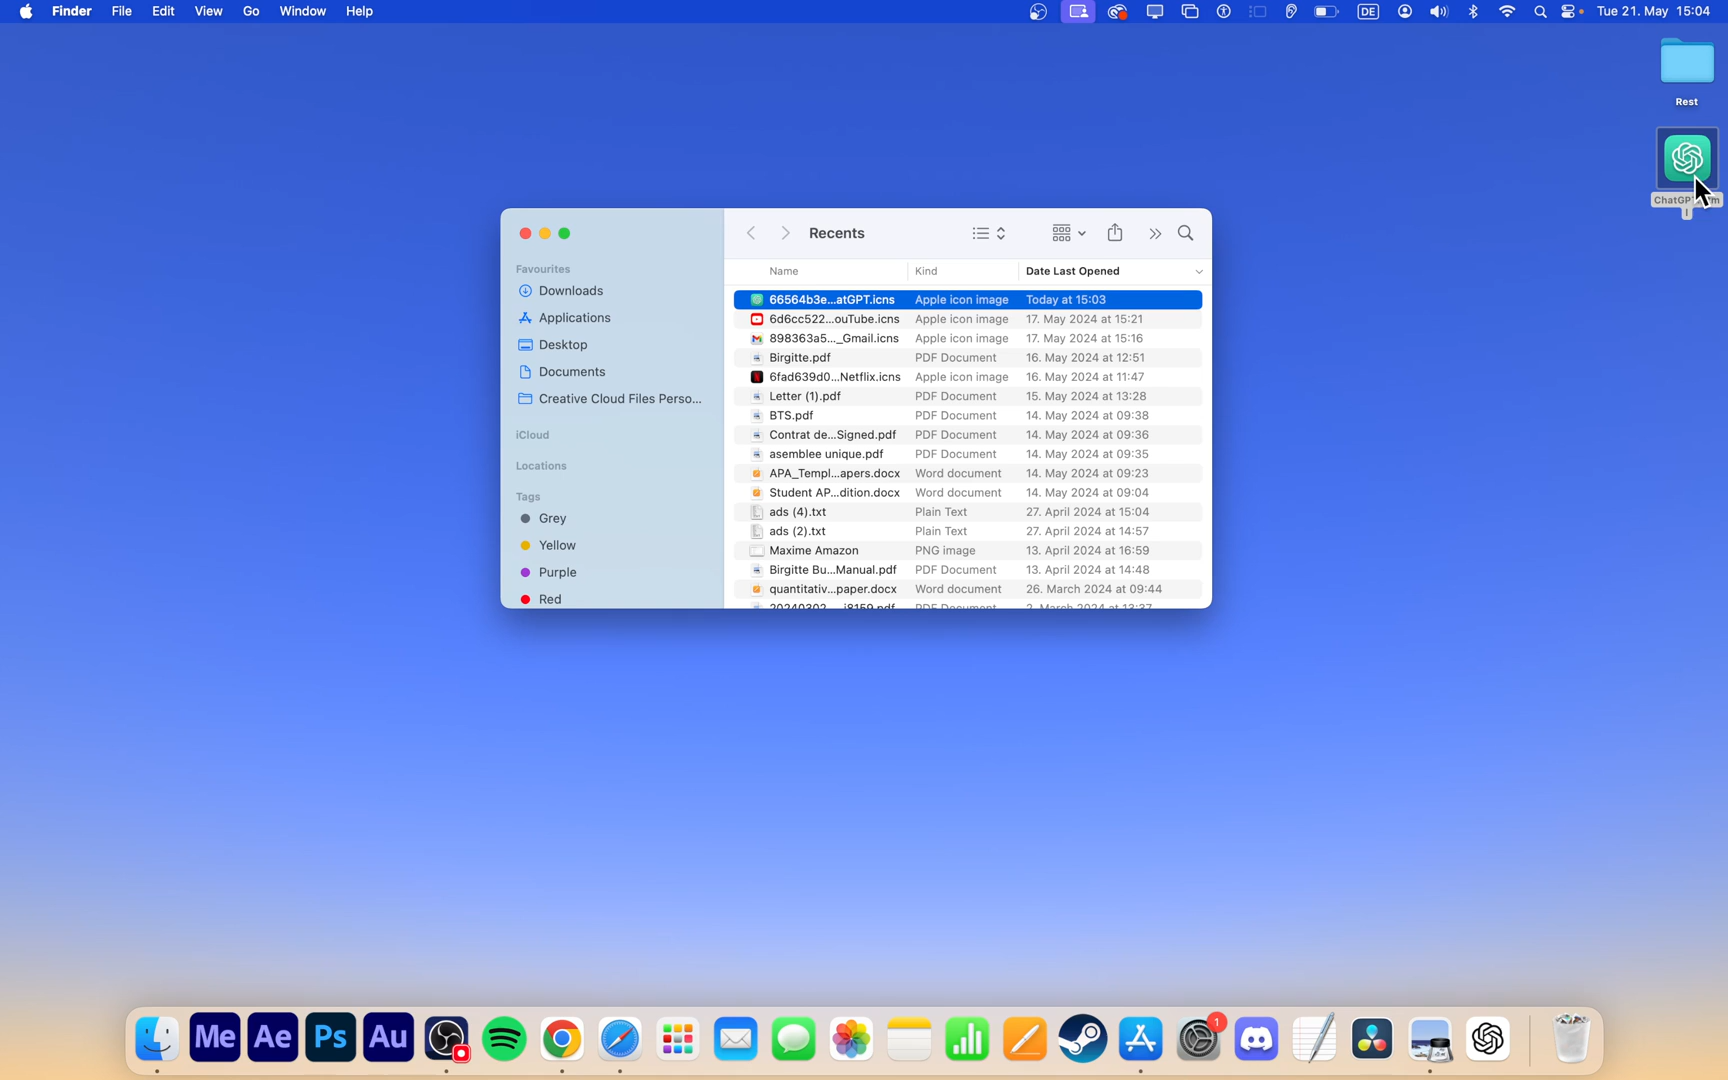 Finder File Edit View Go Window Help
DE Tue 21. May 15:04
Rest
Recents
Favourites
Downloads
Applications
Desktop
Documents
Creative Cloud Files Perso...
iCloud
Locations
Tags
Grey
Yellow
Purple
Red
Name Kind Date Last Opened
66564b3e...atGPT.icns Apple icon image Today at 15:03
6d6cc522...ouTube.icns Apple icon image 17. May 2024 at 15:21
898363a5..._Gmail.icns Apple icon image 17. May 2024 at 15:16
Birgitte.pdf PDF Document 16. May 2024 at 12:51
6fad639d0...Netflix.icns Apple icon image 16. May 2024 at 11:47
Letter (1).pdf PDF Document 15. May 2024 at 13:28
BTS.pdf PDF Document 14. May 2024 at 09:38
Contrat de...Signed.pdf PDF Document 14. May 2024 at 09:36
asemblee unique.pdf PDF Document 14. May 2024 at 09:35
APA_Templ...apers.docx Word document 14. May 2024 at 09:23
Student AP...dition.docx Word document 14. May 2024 at 09:04
ads (4).txt Plain Text 27. April 2024 at 15:04
ads (2).txt Plain Text 27. April 2024 at 14:57
Maxime Amazon PNG image 13. April 2024 at 16:59
Birgitte Bu...Manual.pdf PDF Document 13. April 2024 at 14:48
quantitativ...paper.docx Word document 26. March 2024 at 09:44
20240302 PDF Document 2. March 2024 at 13:37
Me Ae Ps Au 1